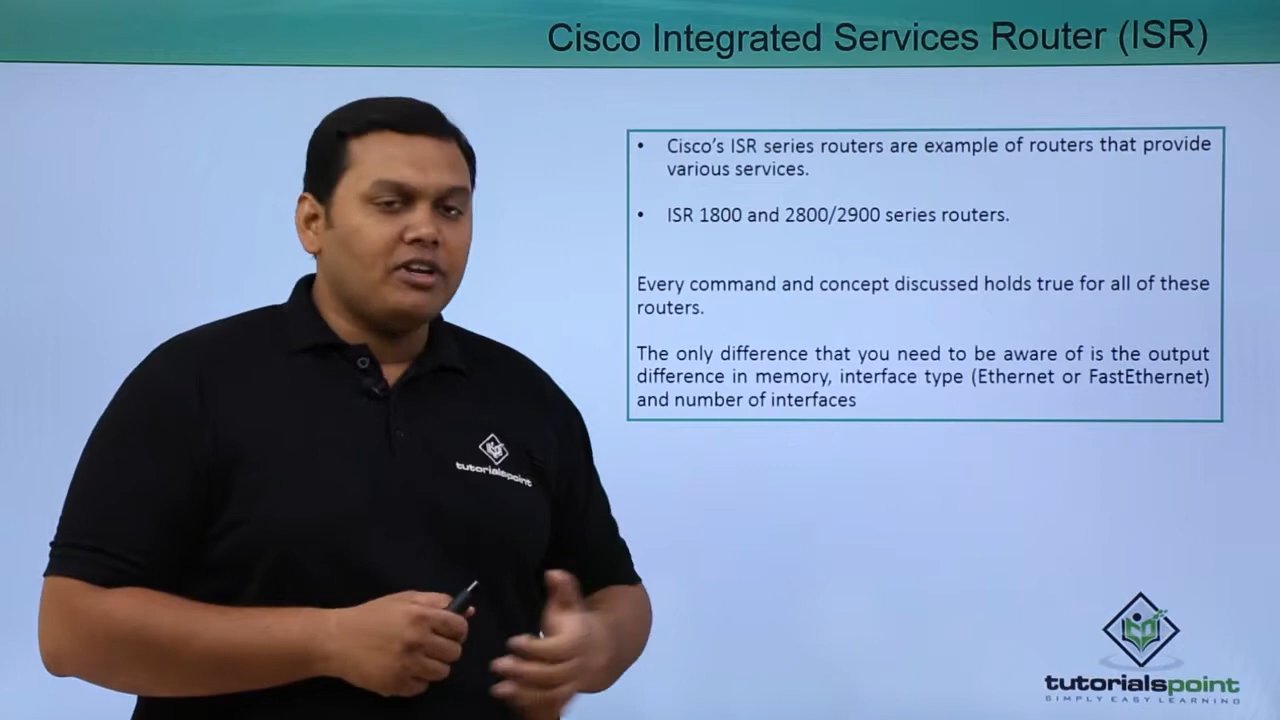 Cisco Integrated Services Router (ISR)
• Cisco's ISR series routers are example of routers that provide
various services.
• ISR 1800 and 2800/2900 series routers.
Every command and concept discussed holds true for all of these
routers.
The only difference that you need to be aware of is the output
difference in memory, interface type (Ethernet or FastEthernet)
and number of interfaces
tutorialspoint
tutorialspoint
SIMPLY EASY LEARNING